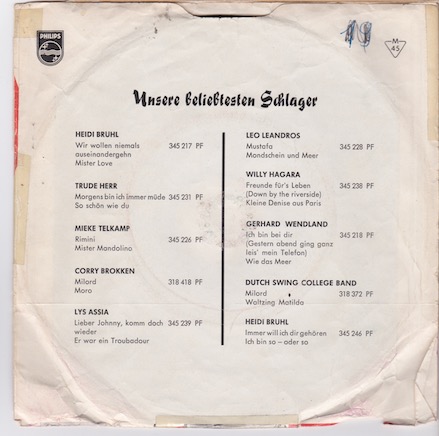 PHILIPS
M
45
Unsere beliebtesten Schlager
HEIDI BRUHL
Wir wollen niemals 345 217 PF
auseinandergehn
Mister Love
TRUDE HERR
Morgens bin ich immer müde 345 231 PF
So schön wie du
MIEKE TELKAMP
Rimini 345 226 PF
Mister Mandolino
CORRY BROKKEN
Milord 318 418 PF
Moro
LYS ASSIA
Lieber Johnny, komm doch 345 239 PF
wieder
Er war ein Troubadour
LEO LEANDROS
Mustafa 345 228 PF
Mondschein und Meer
WILLY HAGARA
Freunde für's Leben 345 238 PF
(Down by the riverside)
Kleine Denise aus Paris
GERHARD WENDLAND
Ich bin bei dir 345 218 PF
(Gestern obend ging ganz
leis' mein Telefon)
Wie das Meer
DUTCH SWING COLLEGE BAND
Milord 318 372 PF
Waltzing Matilda
HEIDI BRUHL
Immer will ich dir gehören 345 246 PF
Ich bin so – oder so